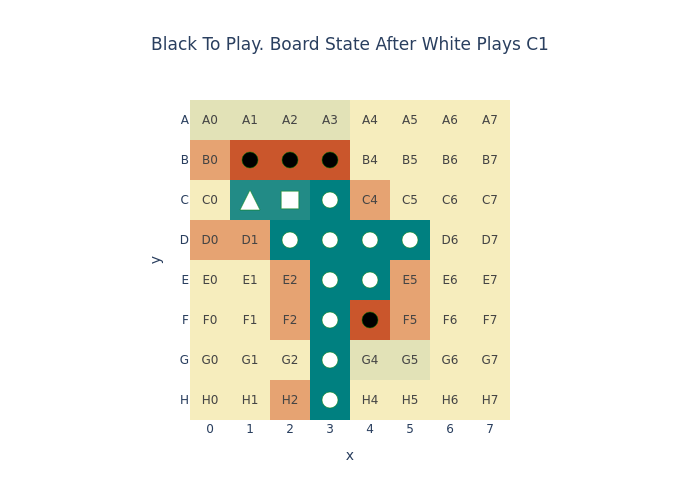 Black To Play. Board State After White Plays C1
A A0 A1 A2 A3 A4 A5 A6 A7
B B0 B4 B5 B6 B7
C C0 C4 C5 C6 C7
D D0 D1 D6 D7
y
E E0 E1 E2 E5 E6 E7
F F0 F1 F2 F5 F6 F7
G G0 G1 G2 G4 G5 G6 G7
H H0 H1 H2 H4 H5 H6 H7
0 1 2 3 4 5 6 7
x